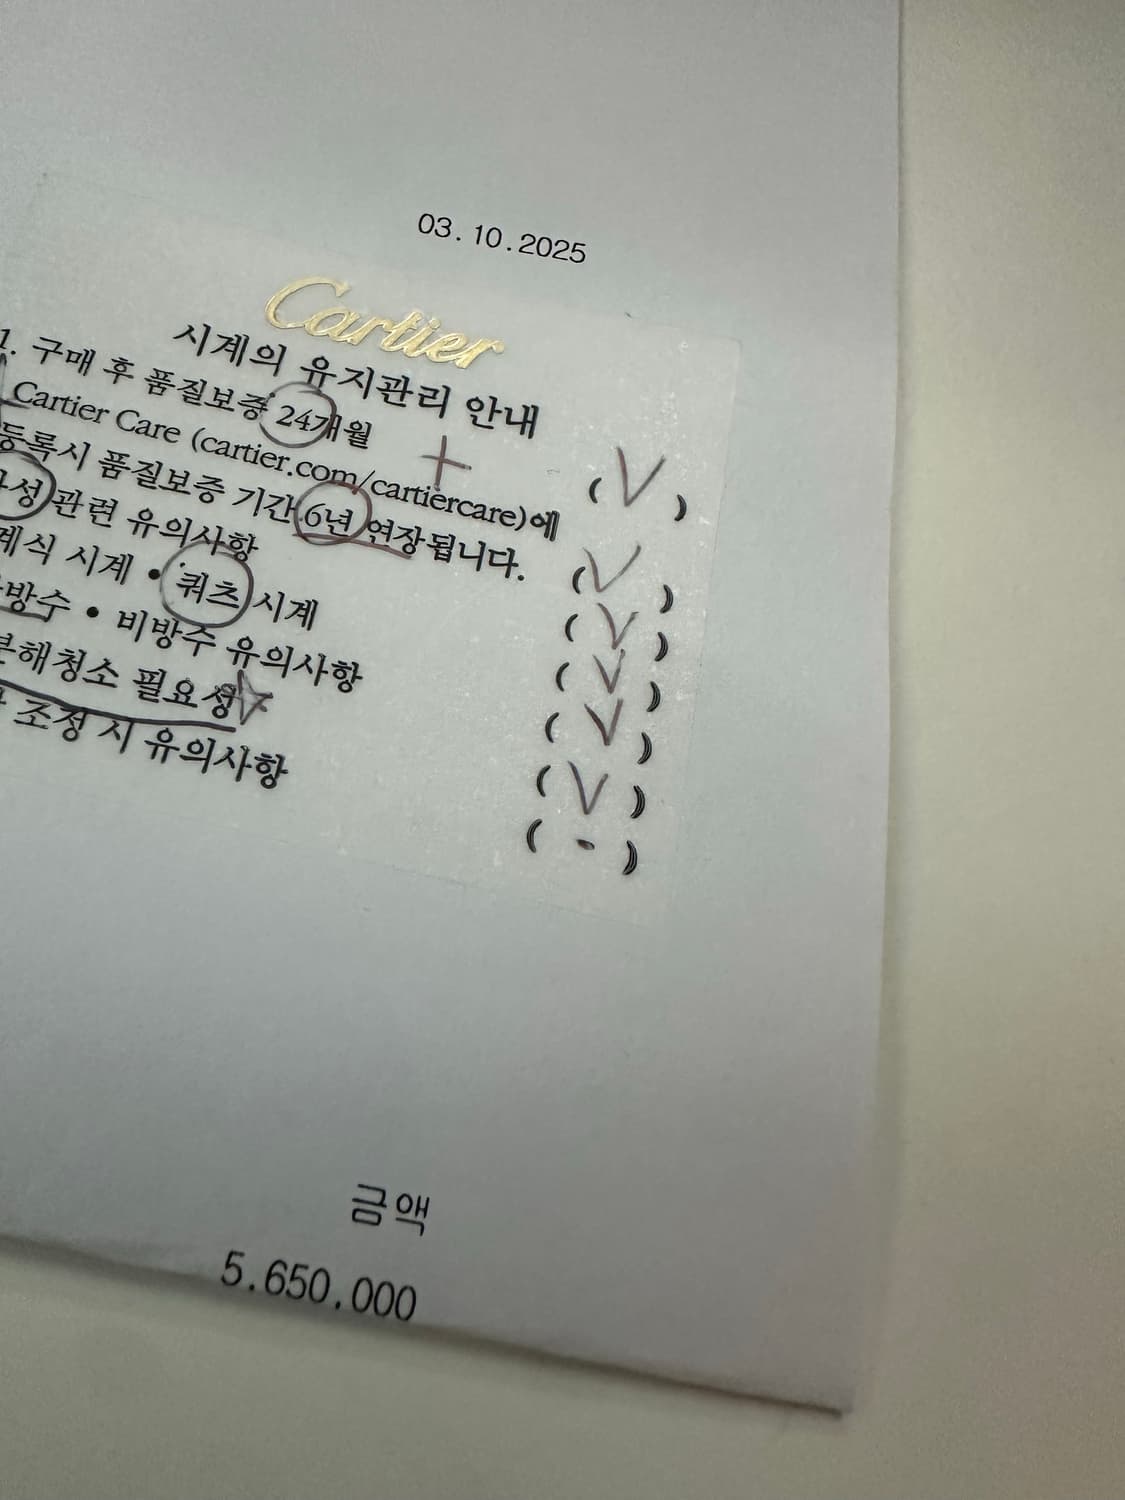 03.10.2025
Cartier
시계의 유지관리 안내
1. 구매 후 품질보증 24개월
+
( V )
Cartier Care (cartier.com/cartiercare)에
등록시 품질보증 기간 6년 연장됩니다.
( V )
관련 유의사항
( V )
시계 • 쿼츠 시계
( V )
• 비방수 유의사항
( V )
필요성 ☆
( V )
조정 시 유의사항
( - )
금액
5.650.000